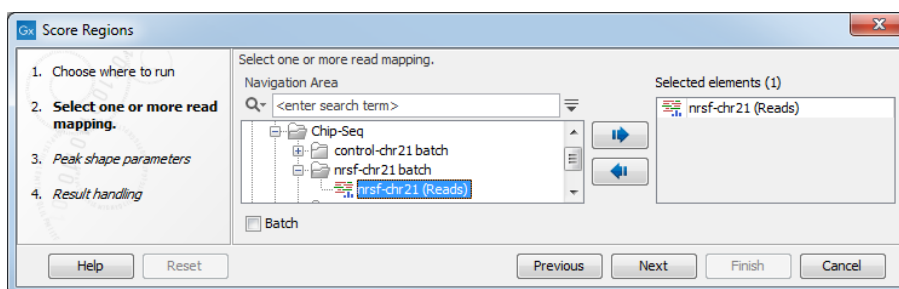 Gx Score Regions
1. Choose where to run
2. Select one or more read
mapping.
3. Peak shape parameters
4. Result handling
Select one or more read mapping.
Navigation Area
<enter search term>
Chip-Seq
control-chr21 batch
nrsf-chr21 batch
nrsf-chr21 (Reads)
Batch
Selected elements (1)
nrsf-chr21 (Reads)
Help Reset Previous Next Finish Cancel